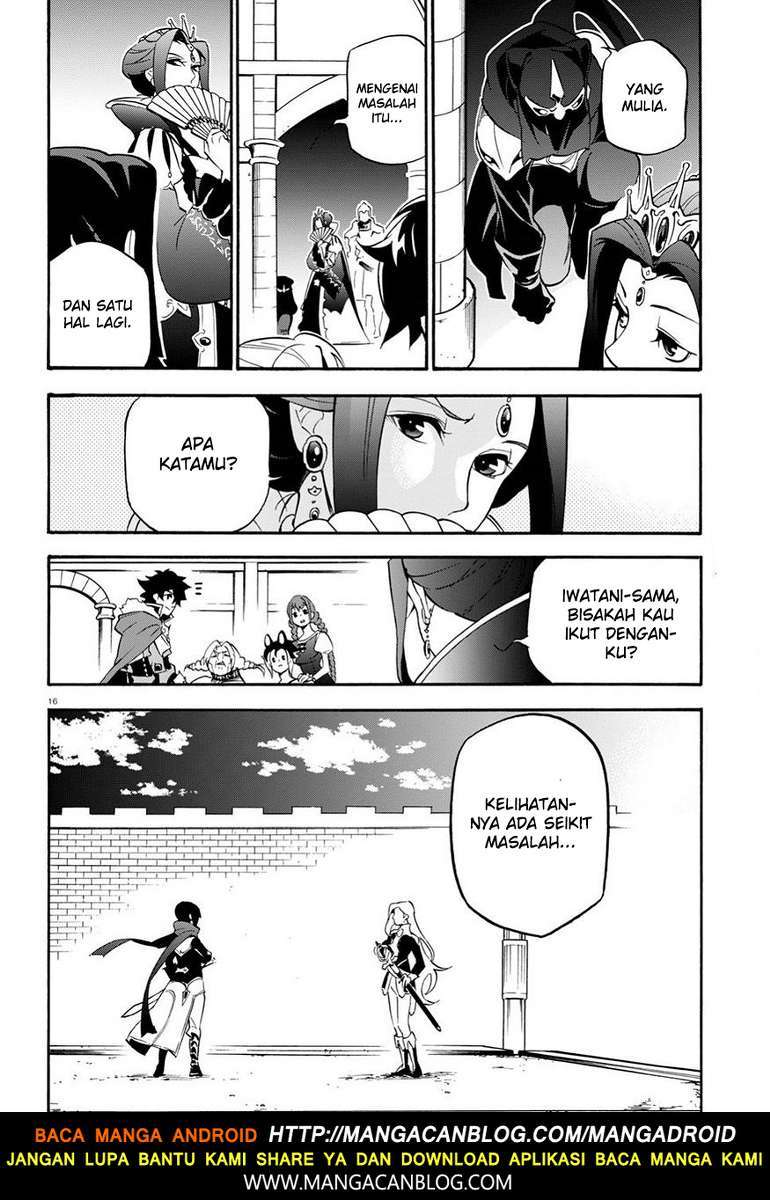 YANG
MULIA.
MENGENAI
MASALAH
ITU...
DAN SATU
HAL LAGI.
APA
KATAMU?
IWATANI-SAMA,
BISAKAH KAU
IKUT DENGAN-
KU?
16
KELIHATAN-
NYA ADA SEIKIT
MASALAH...
BACA MANGA ANDROID HTTP://MANGACANBLOG.COM/MANGADROID
JANGAN LUPA BANTU KAMI SHARE YA DAN DOWNLOAD APLIKASI BACA MANGA KAMI
WWW.MANGACANBLOG.COM